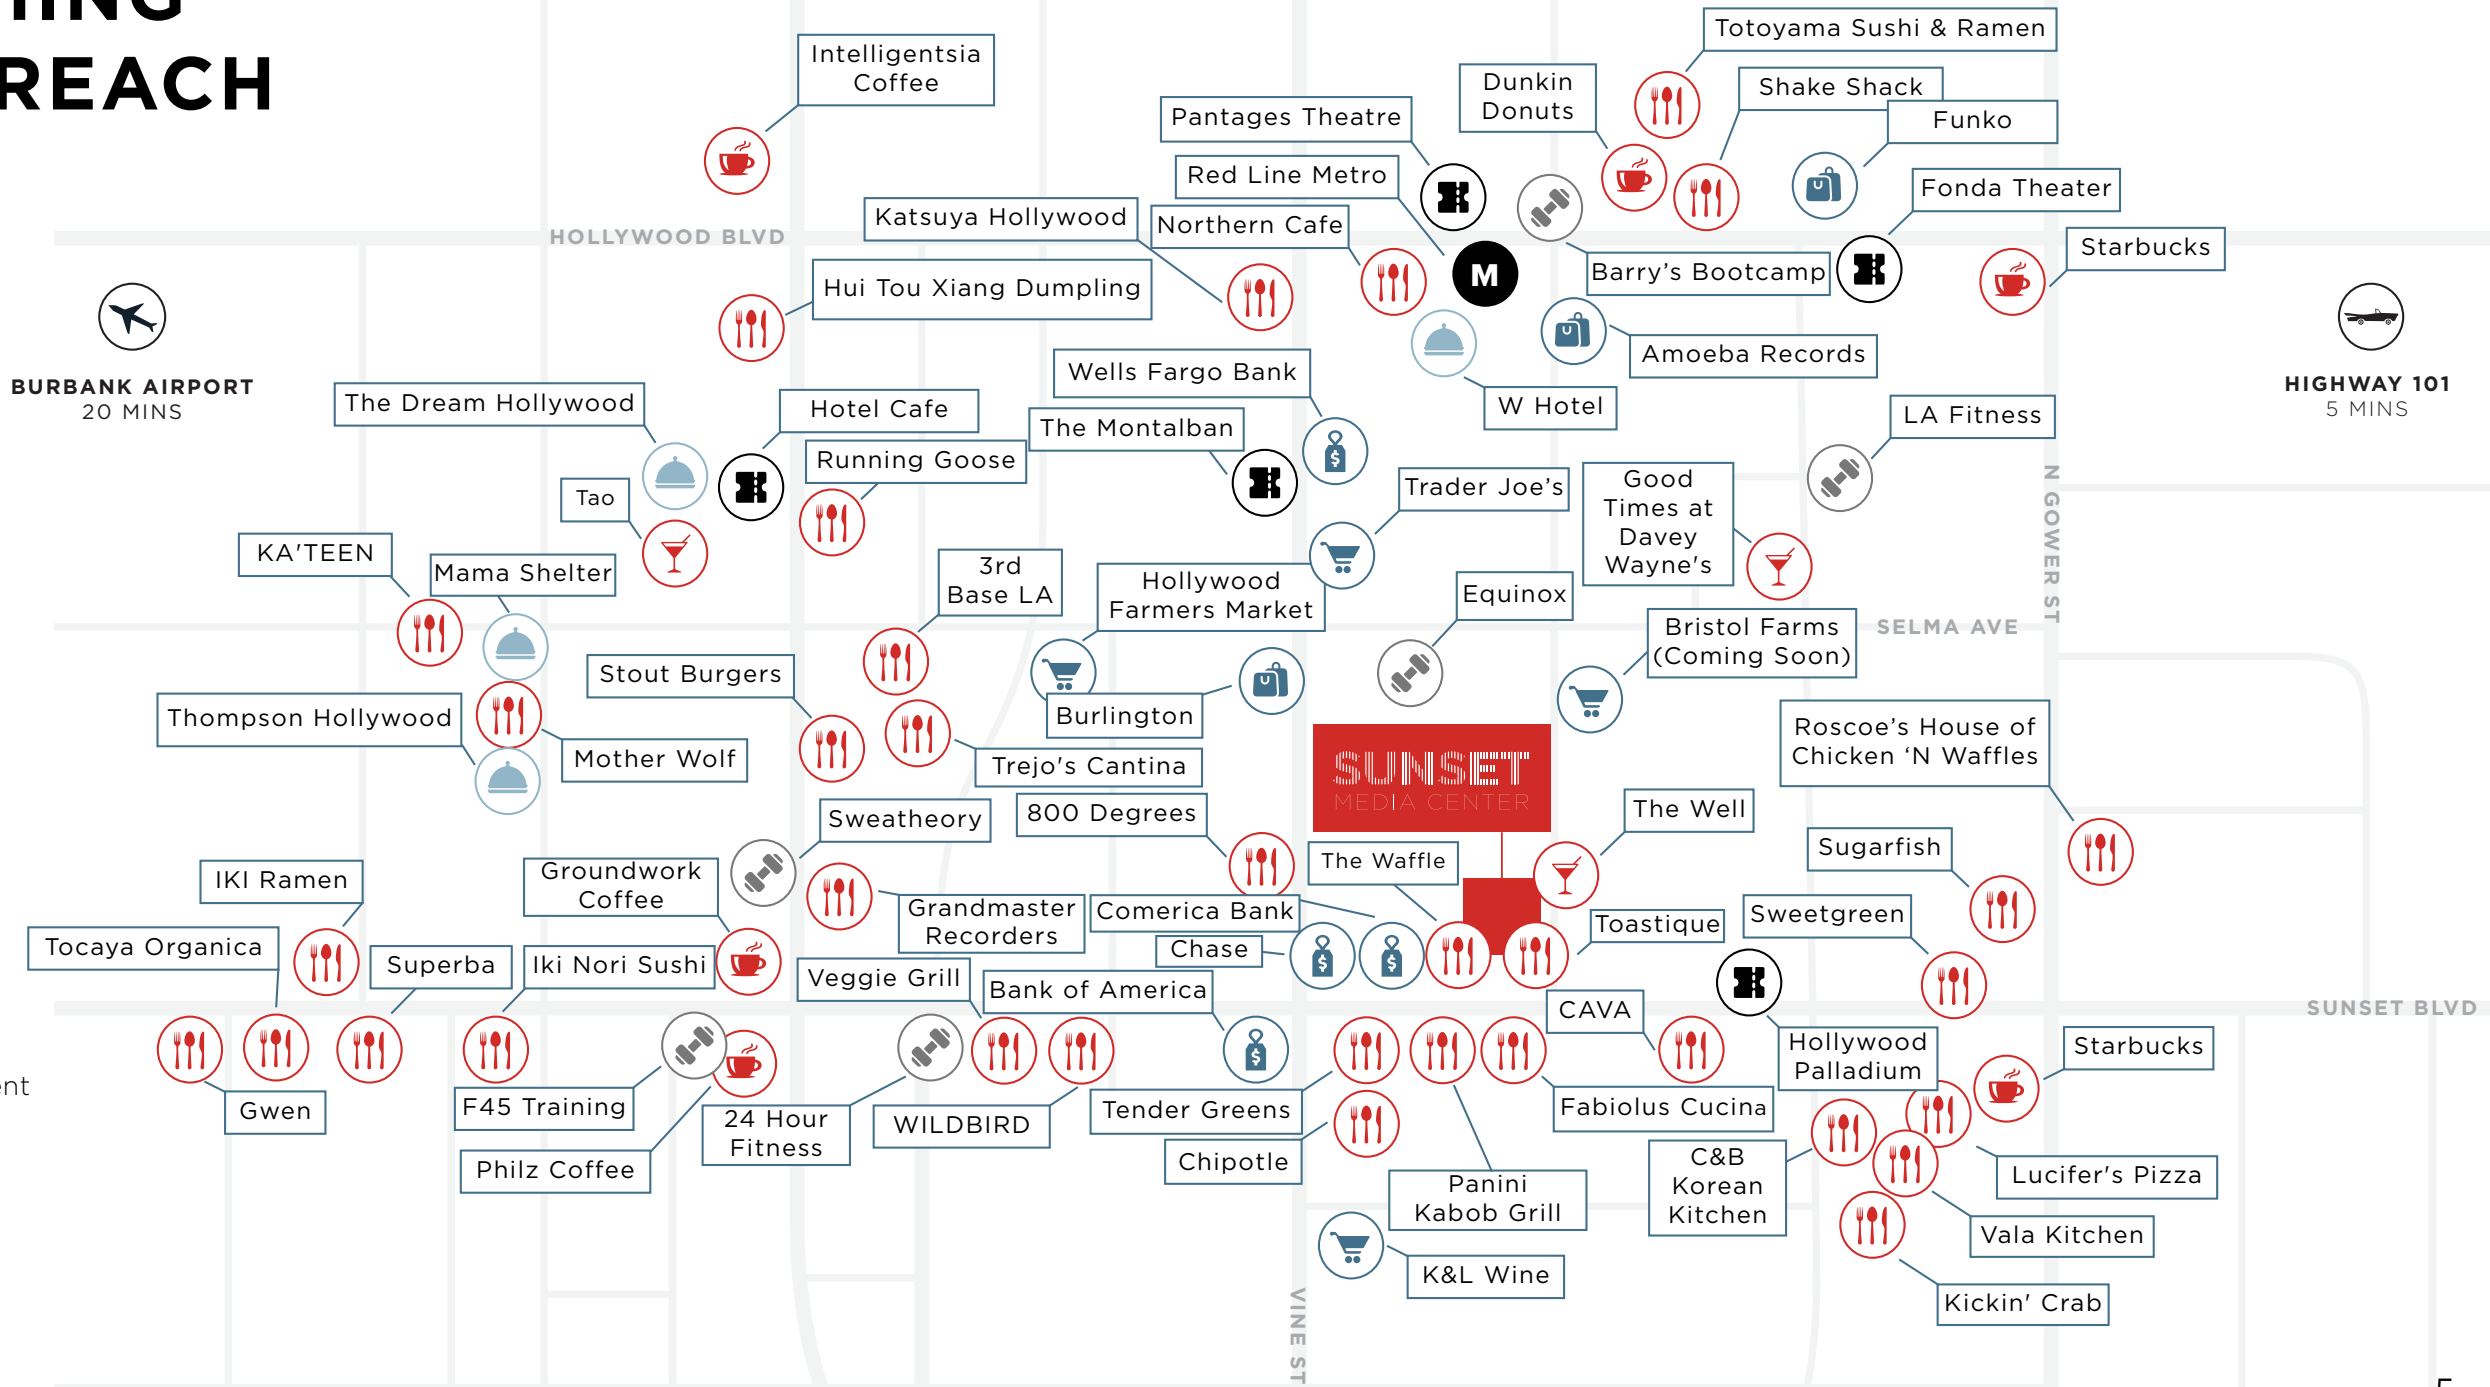 REACH
Totoyama Sushi & Ramen
Intelligentsia
Coffee
Dunkin
Donuts
Shake Shack
Funko
Pantages Theatre
Red Line Metro
Fonda Theater
Katsuya Hollywood
Northern Cafe
HOLLYWOOD BLVD
Starbucks
M
Barry's Bootcamp
Hui Tou Xiang Dumpling
Amoeba Records
BURBANK AIRPORT
20 MINS
HIGHWAY 101
5 MINS
Wells Fargo Bank
The Dream Hollywood
Hotel Cafe
W Hotel
LA Fitness
The Montalban
Running Goose
Tao
Trader Joe's
Good
Times at
Davey
Wayne's
N GOWER ST
KA'TEEN
Mama Shelter
3rd
Base LA
Hollywood
Farmers Market
Equinox
Bristol Farms
(Coming Soon)
SELMA AVE
Stout Burgers
Thompson Hollywood
Burlington
Mother Wolf
Trejo's Cantina
Roscoe's House of
Chicken ‘N Waffles
SUNSET
MEDIA CENTER
Sweatheory
800 Degrees
The Well
Sugarfish
The Waffle
IKI Ramen
Groundwork
Coffee
Grandmaster
Recorders
Comerica Bank
Chase
Toastique
Sweetgreen
Tocaya Organica
Superba
Iki Nori Sushi
Veggie Grill
Bank of America
CAVA
SUNSET BLVD
Hollywood
Palladium
Starbucks
ent
Gwen
F45 Training
24 Hour
Fitness
WILDBIRD
Tender Greens
Fabiolus Cucina
Philz Coffee
Chipotle
C&B
Korean
Kitchen
Lucifer's Pizza
Panini
Kabob Grill
Vala Kitchen
K&L Wine
Kickin' Crab
VINE ST